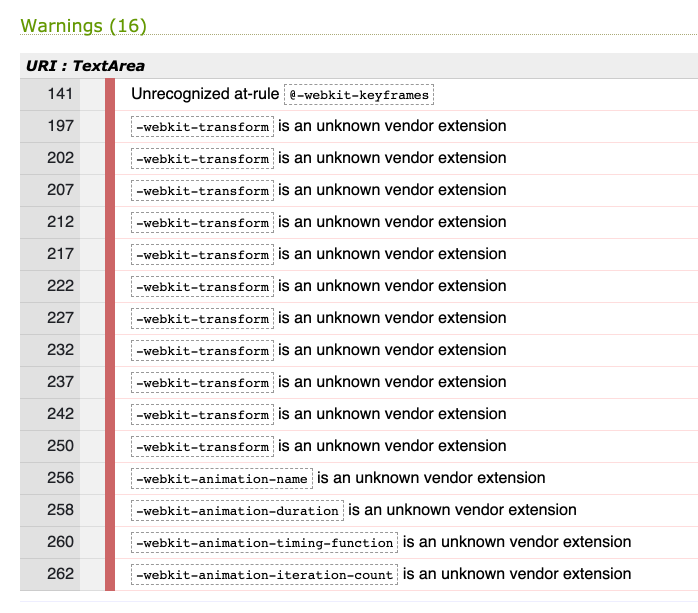 Warnings (16)
URI : TextArea
141 Unrecognized at-rule @-webkit-keyframes
197 -webkit-transform is an unknown vendor extension
202 -webkit-transform is an unknown vendor extension
207 -webkit-transform is an unknown vendor extension
212 -webkit-transform is an unknown vendor extension
217 -webkit-transform is an unknown vendor extension
222 -webkit-transform is an unknown vendor extension
227 -webkit-transform is an unknown vendor extension
232 -webkit-transform is an unknown vendor extension
237 -webkit-transform is an unknown vendor extension
242 -webkit-transform is an unknown vendor extension
250 -webkit-transform is an unknown vendor extension
256 -webkit-animation-name is an unknown vendor extension
258 -webkit-animation-duration is an unknown vendor extension
260 -webkit-animation-timing-function is an unknown vendor extension
262 -webkit-animation-iteration-count is an unknown vendor extension